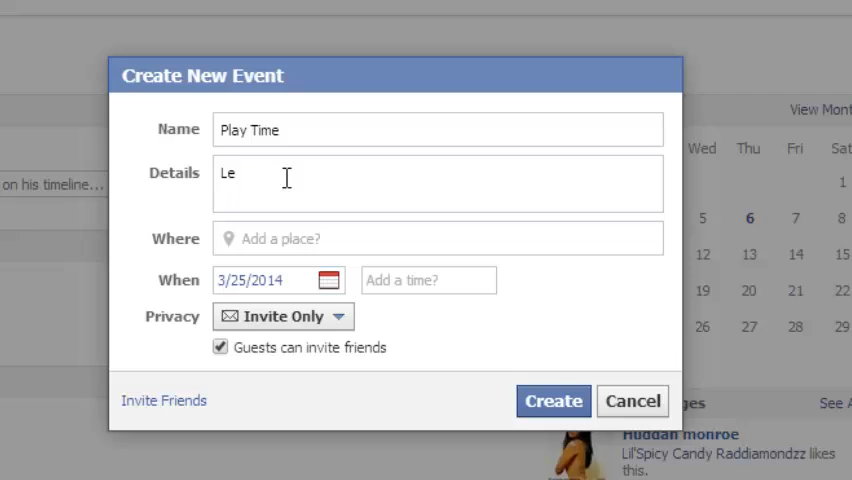 Create New Event
View Mont
Name Play Time
Wed Thu Fri Sat
Details Le
on his timeline...
1
5 6 7 8
Where Add a place?
12 13 14 15
When 3/25/2014 Add a time?
19 20 21 22
Privacy Invite Only
26 27 28 29
Guests can invite friends
Invite Friends Create Cancel
ges See A
Huddah monroe
Lil'Spicy Candy Raddiamondzz likes
this.